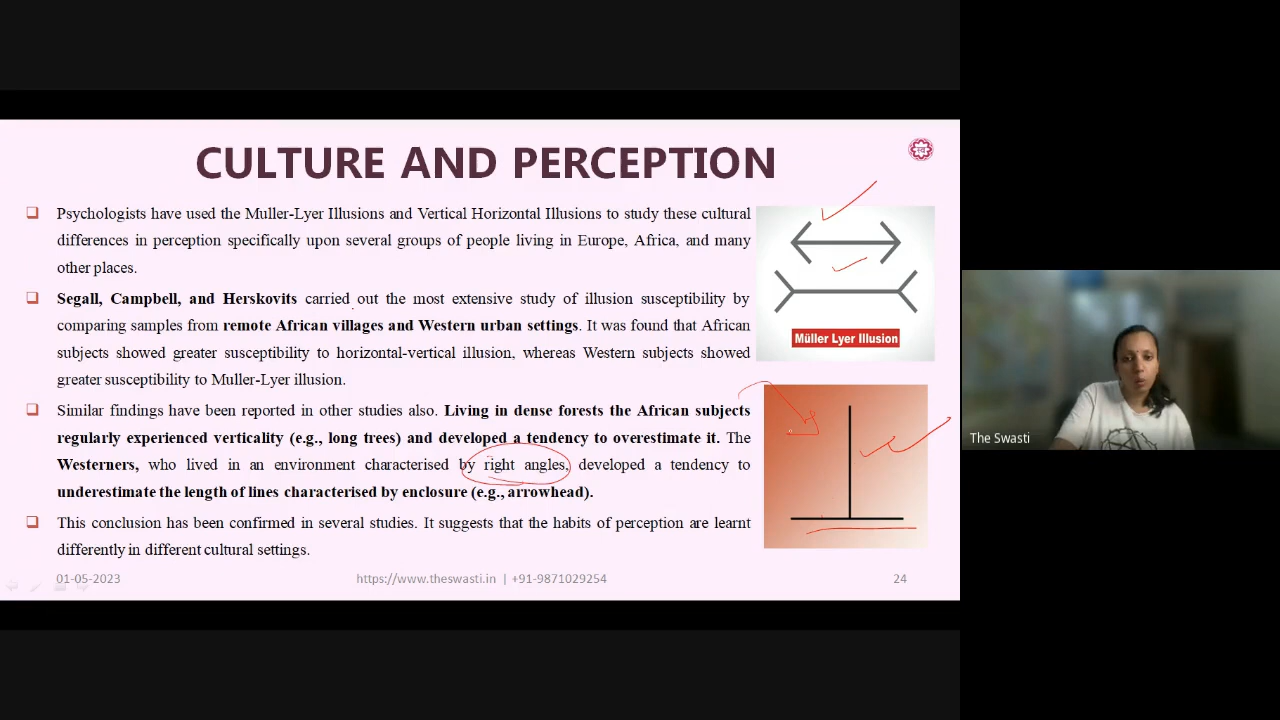 CULTURE AND PERCEPTION
Psychologists have used the Muller-Lyer Illusions and Vertical Horizontal Illusions to study these cultural
differences in perception specifically upon several groups of people living in Europe, Africa, and many
other places.
Segall, Campbell, and Herskovits carried out the most extensive study of illusion susceptibility by
comparing samples from remote African villages and Western urban settings. It was found that African
subjects showed greater susceptibility to horizontal-vertical illusion, whereas Western subjects showed
greater susceptibility to Muller-Lyer illusion.
Similar findings have been reported in other studies also. Living in dense forests the African subjects
regularly experienced verticality (e.g., long trees) and developed a tendency to overestimate it. The
Westerners, who lived in an environment characterised by right angles, developed a tendency to
underestimate the length of lines characterised by enclosure (e.g., arrowhead).
This conclusion has been confirmed in several studies. It suggests that the habits of perception are learnt
differently in different cultural settings.
Müller Lyer Illusion
01-05-2023 https://www.theswasti.in | +91-9871029254 24
The Swasti